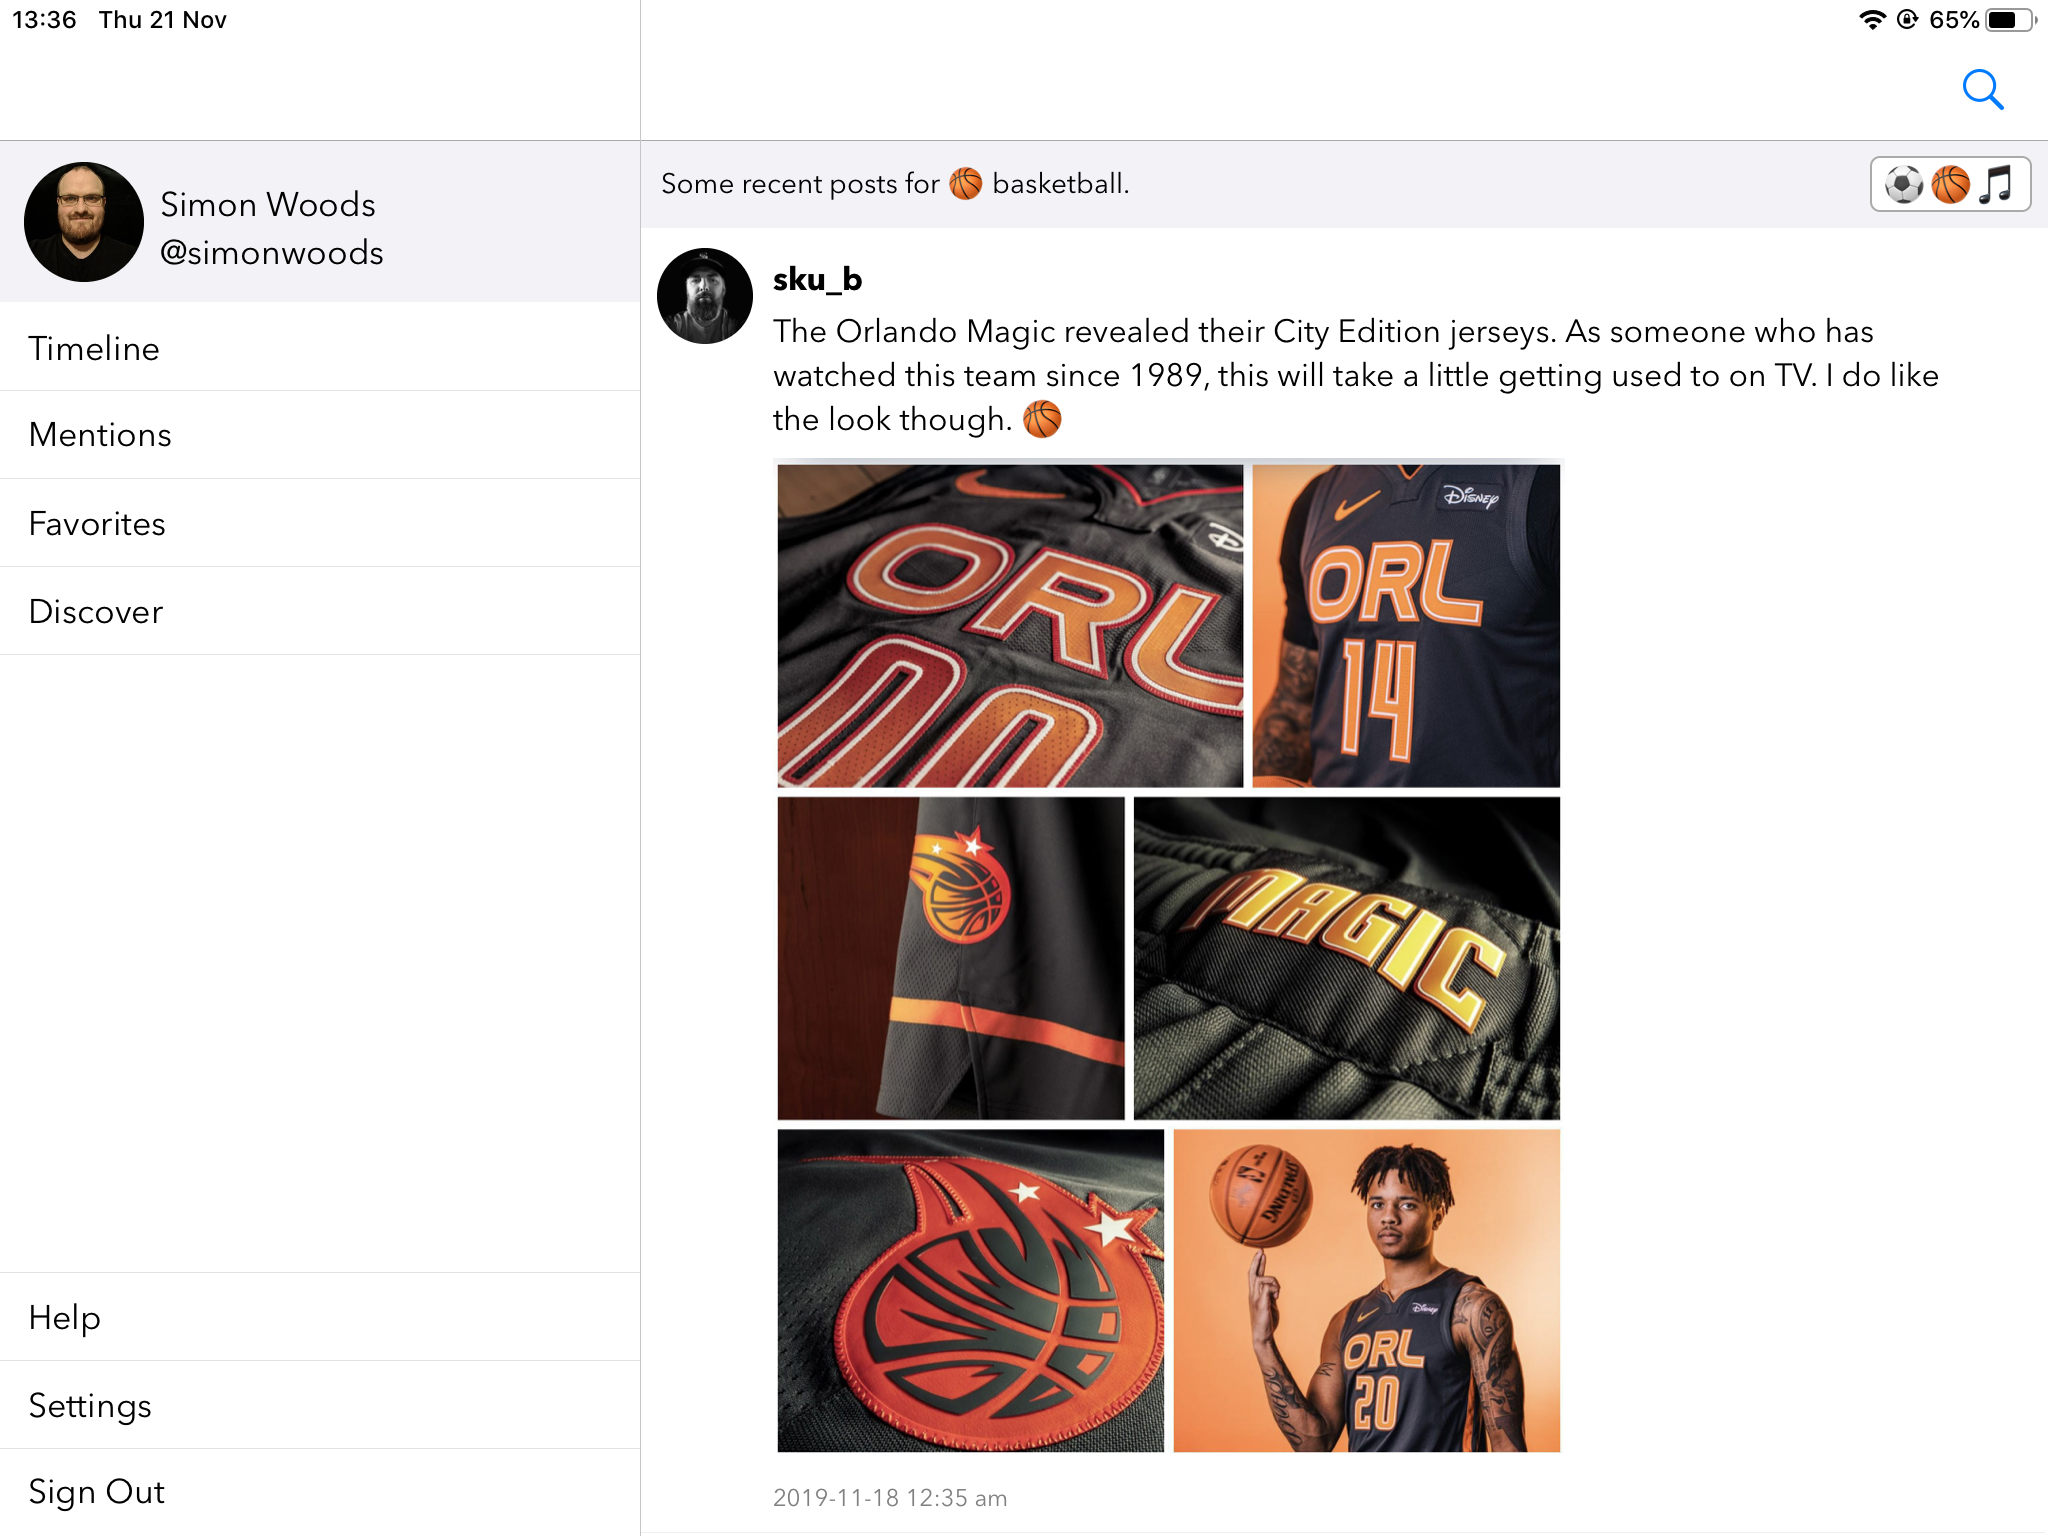 13:36 Thu 21 Nov
65%
Simon Woods
@simonwoods
Timeline
Mentions
Favorites
Discover
Help
Settings
Sign Out
Some recent posts for 🏀 basketball.
sku_b
The Orlando Magic revealed their City Edition jerseys. As someone who has
watched this team since 1989, this will take a little getting used to on TV. I do like
the look though. 🏀
ORL
00
Disney
ORL
14
MAGIC
SPALDING
Disney
ORL
20
2019-11-18 12:35 am